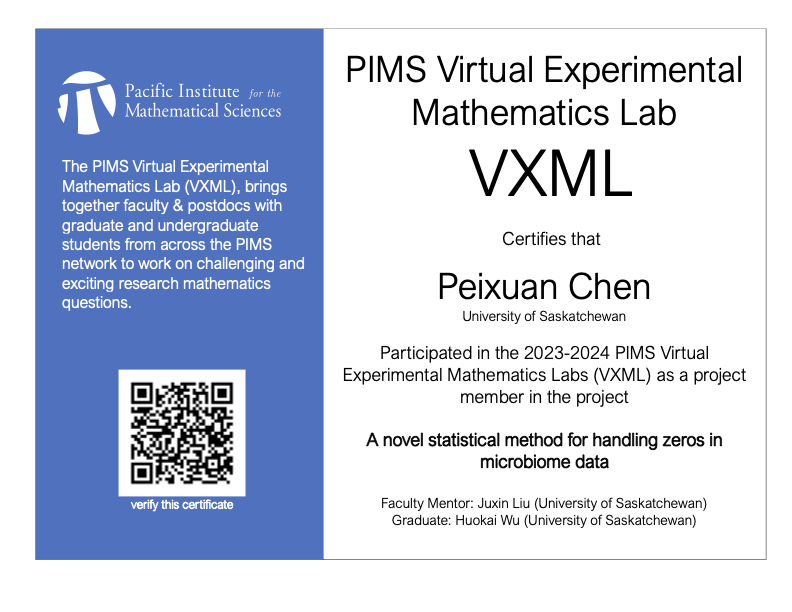 Pacific Institute for the
Mathematical Sciences
The PIMS Virtual Experimental
Mathematics Lab (VXML), brings
together faculty & postdocs with
graduate and undergraduate
students from across the PIMS
network to work on challenging and
exciting research mathematics
questions.
verify this certificate
PIMS Virtual Experimental
Mathematics Lab
VXML
Certifies that
Peixuan Chen
University of Saskatchewan
Participated in the 2023-2024 PIMS Virtual
Experimental Mathematics Labs (VXML) as a project
member in the project
A novel statistical method for handling zeros in
microbiome data
Faculty Mentor: Juxin Liu (University of Saskatchewan)
Graduate: Huokai Wu (University of Saskatchewan)